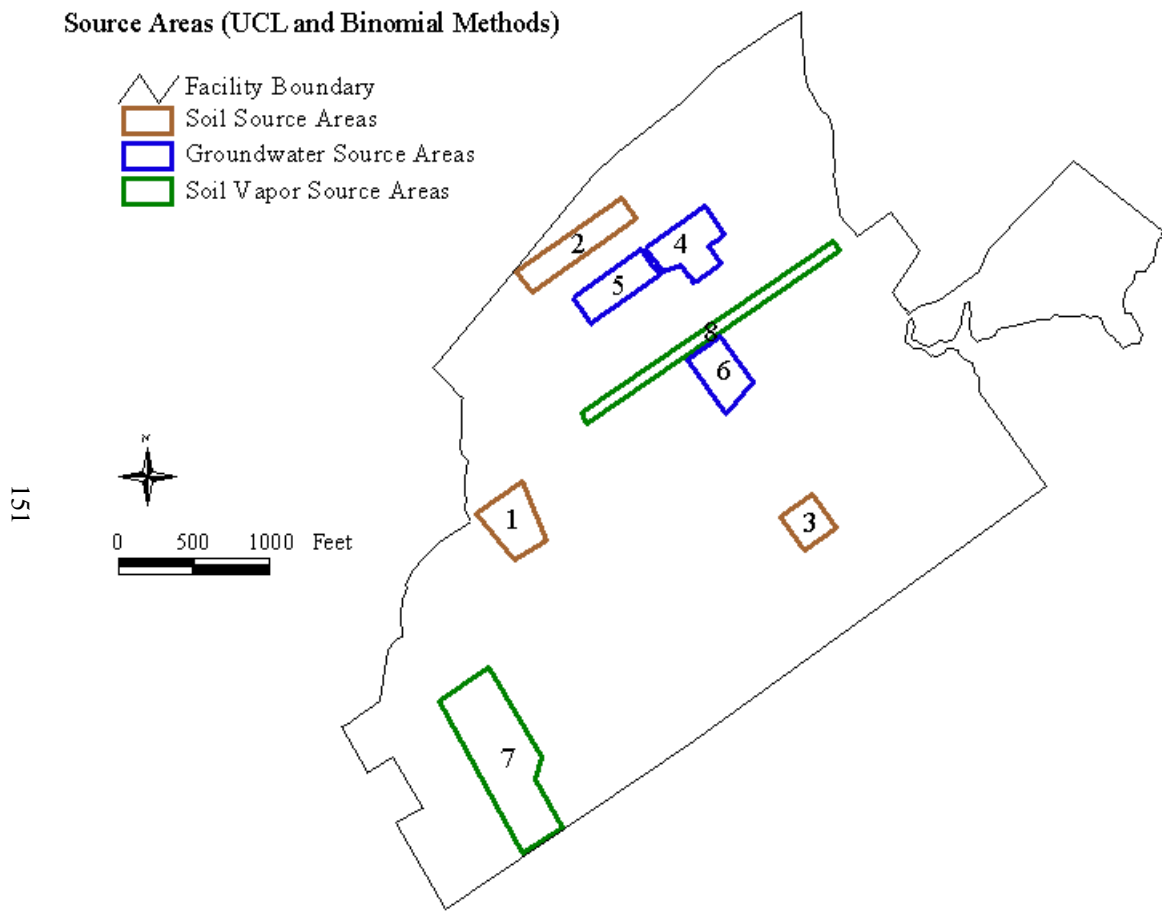 Source Areas (UCL and Binomial Methods)
Facility Boundary
Soil Source Areas
Groundwater Source Areas
Soil Vapor Source Areas
2
4
5
8
6
N
151
1
3
0 500 1000 Feet
7